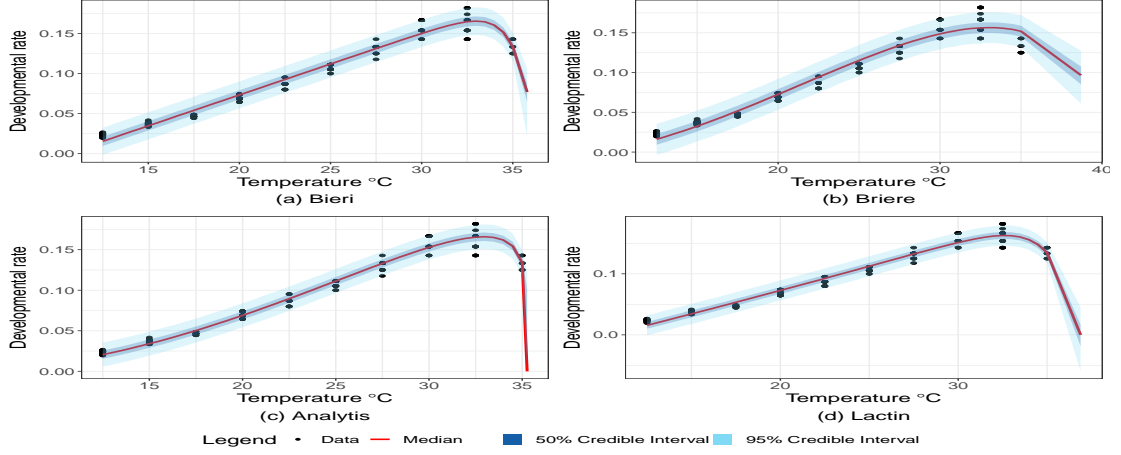 Developmental rate
0.15
0.10
0.05
0.00
15 20 25 30 35
Temperature °C
(a) Bieri
Developmental rate
0.15
0.10
0.05
0.00
20 30 40
Temperature °C
(b) Briere
Developmental rate
0.15
0.10
0.05
0.00
15 20 25 30 35
Temperature °C
(c) Analytis
Developmental rate
0.1
0.0
20 30
Temperature °C
(d) Lactin
Legend Data Median 50% Credible Interval 95% Credible Interval